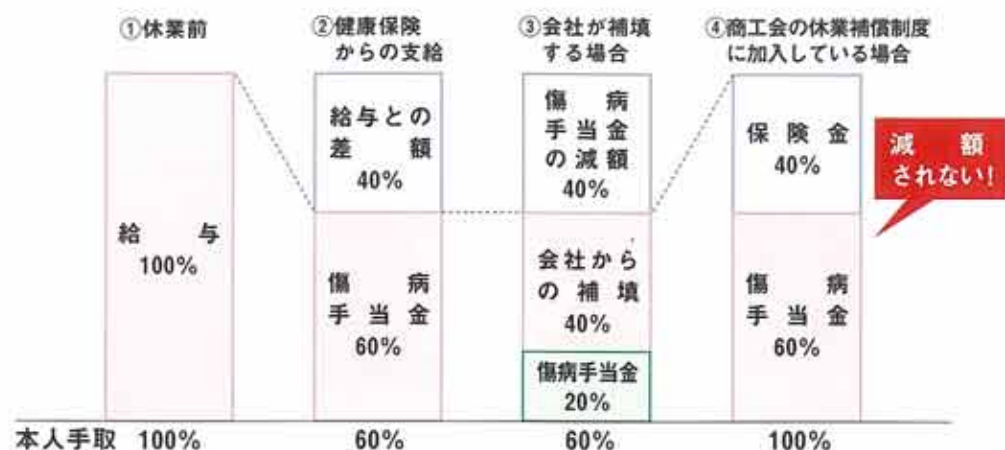 ①休業前
給与
100%
②健康保険
からの支給
給与との
差額
40%
傷病
手当金
60%
③会社が補填
する場合
傷病
手当金
の減額
40%
会社から
の補填
40%
傷病手当金
20%
④商工会の休業補償制度
に加入している場合
保険金
40%
傷病
手当金
60%
減額
されない!
本人手取 100% 60% 60% 100%